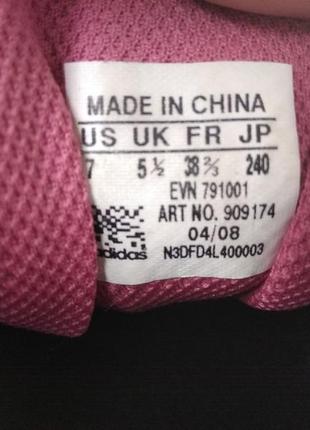 MADE IN CHINA
US UK FR JP
7 5½ 38⅔ 240
EVN 791001
ART NO. 909174
04/08
adidas N3DFD4L400003